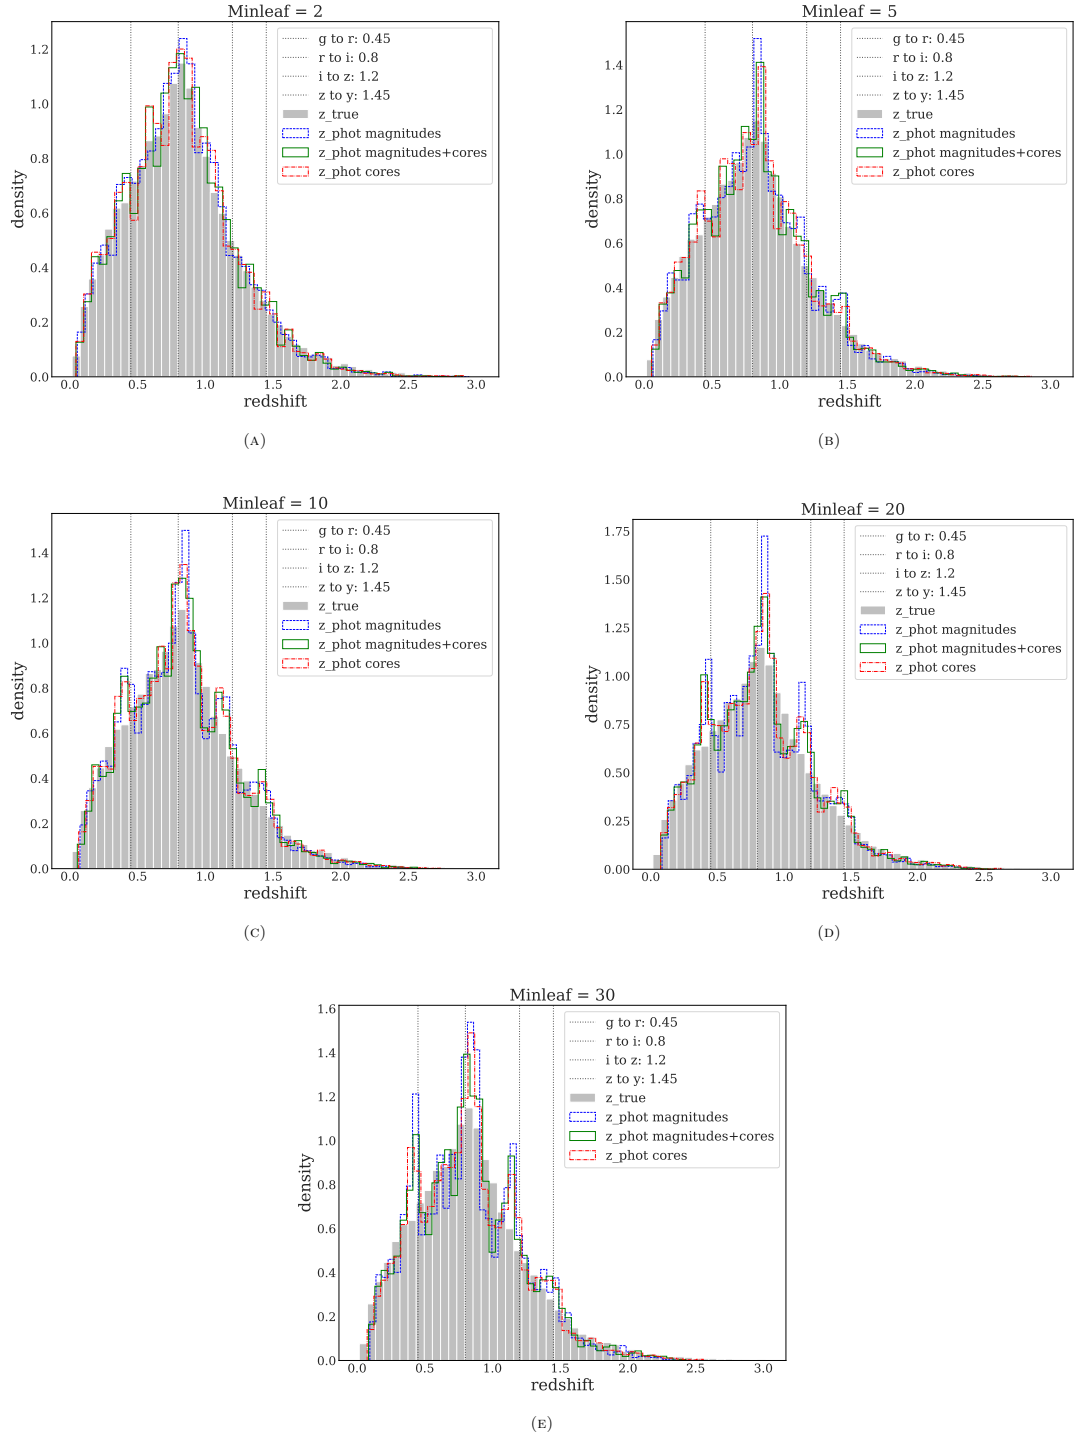 Minleaf = 2
g to r: 0.45
r to i: 0.8
i to z: 1.2
z to y: 1.45
z_true
z_phot magnitudes
z_phot magnitudes+cores
z_phot cores
density
1.2
1.0
0.8
0.6
0.4
0.2
0.0
0.0 0.5 1.0 1.5 2.0 2.5 3.0
redshift
(A)
Minleaf = 5
g to r: 0.45
r to i: 0.8
i to z: 1.2
z to y: 1.45
z_true
z_phot magnitudes
z_phot magnitudes+cores
z_phot cores
density
1.4
1.2
1.0
0.8
0.6
0.4
0.2
0.0
0.0 0.5 1.0 1.5 2.0 2.5 3.0
redshift
(B)
Minleaf = 10
g to r: 0.45
r to i: 0.8
i to z: 1.2
z to y: 1.45
z_true
z_phot magnitudes
z_phot magnitudes+cores
z_phot cores
density
1.4
1.2
1.0
0.8
0.6
0.4
0.2
0.0
0.0 0.5 1.0 1.5 2.0 2.5 3.0
redshift
(C)
Minleaf = 20
g to r: 0.45
r to i: 0.8
i to z: 1.2
z to y: 1.45
z_true
z_phot magnitudes
z_phot magnitudes+cores
z_phot cores
density
1.75
1.50
1.25
1.00
0.75
0.50
0.25
0.00
0.0 0.5 1.0 1.5 2.0 2.5 3.0
redshift
(D)
Minleaf = 30
g to r: 0.45
r to i: 0.8
i to z: 1.2
z to y: 1.45
z_true
z_phot magnitudes
z_phot magnitudes+cores
z_phot cores
density
1.6
1.4
1.2
1.0
0.8
0.6
0.4
0.2
0.0
0.0 0.5 1.0 1.5 2.0 2.5 3.0
redshift
(E)